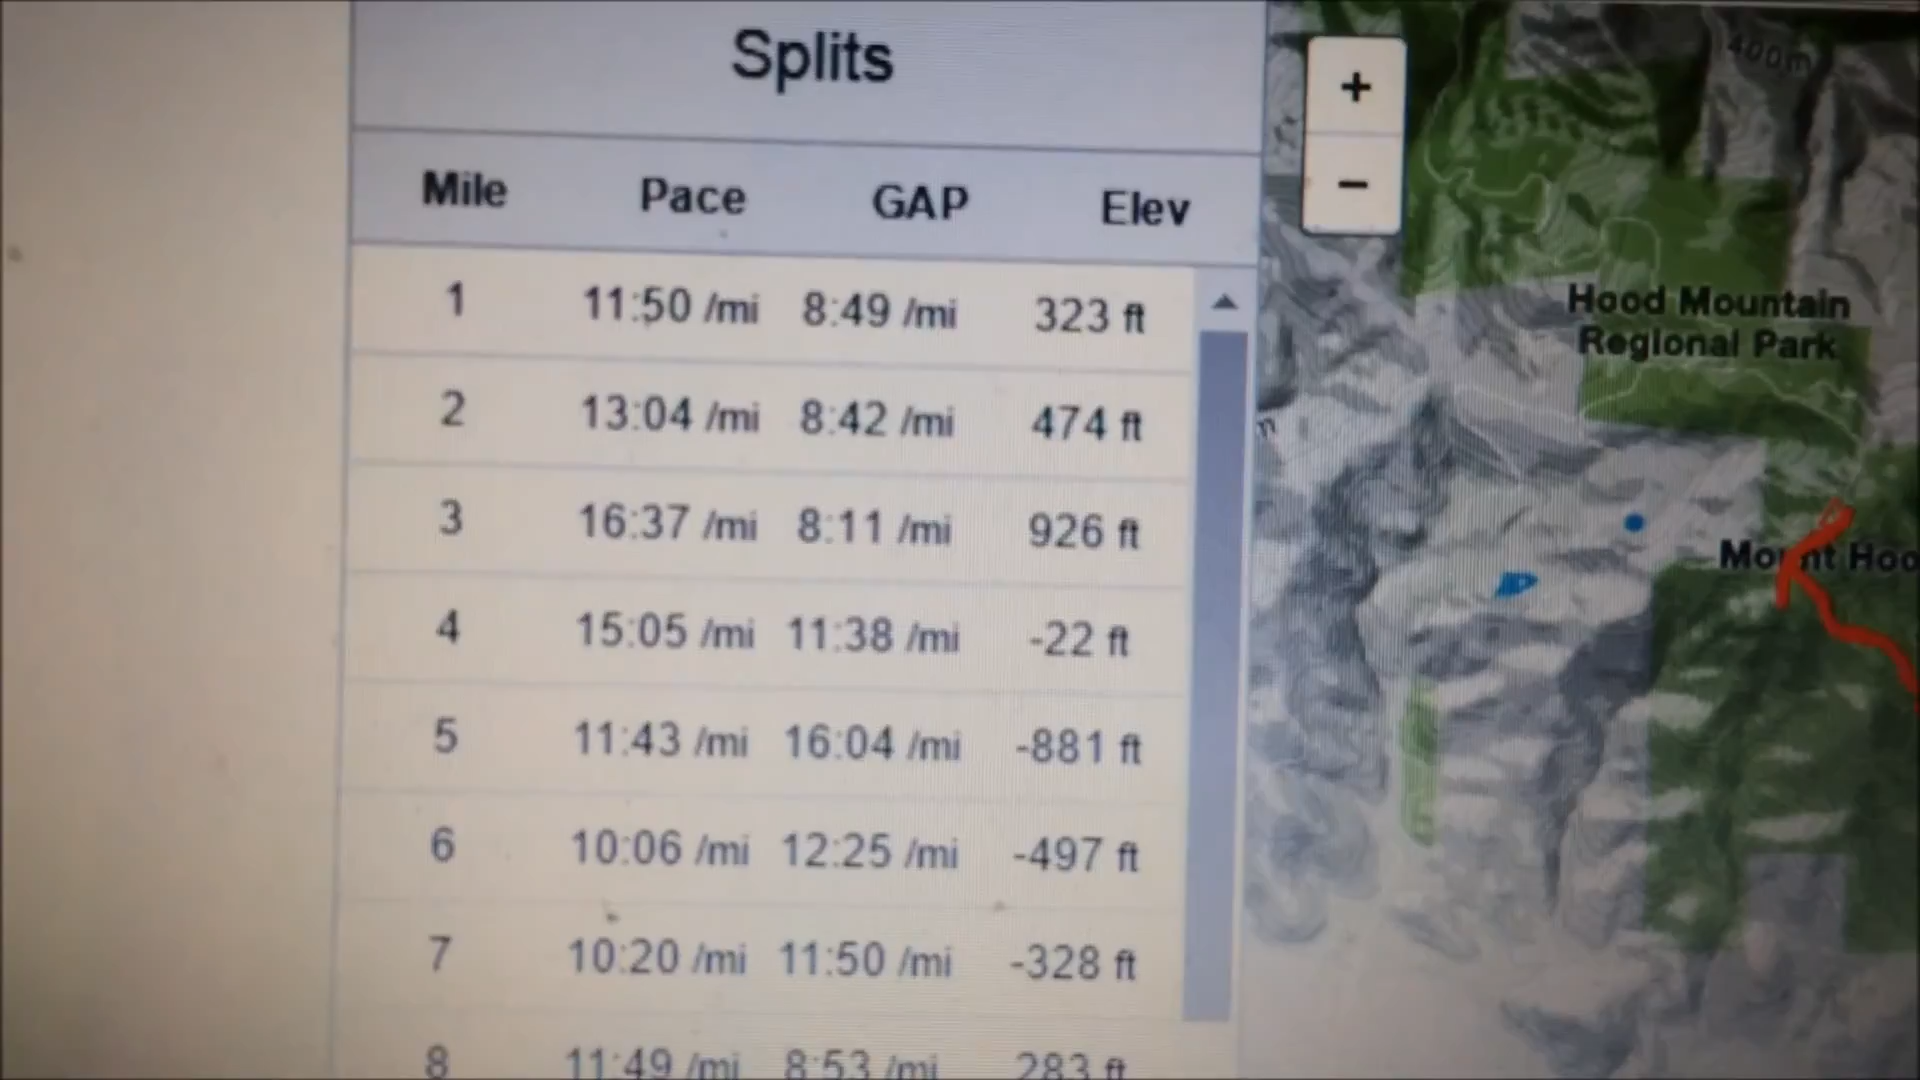 Splits
Mile Pace GAP Elev
1 11:50 /mi 8:49 /mi 323 ft
2 13:04 /mi 8:42 /mi 474 ft
3 16:37 /mi 8:11 /mi 926 ft
4 15:05 /mi 11:38 /mi -22 ft
5 11:43 /mi 16:04 /mi -881 ft
6 10:06 /mi 12:25 /mi -497 ft
7 10:20 /mi 11:50 /mi -328 ft
8 11:49 /mi 8:53 /mi 283 ft
+
−
400m
Hood Mountain
Regional Park
Mount Hoo